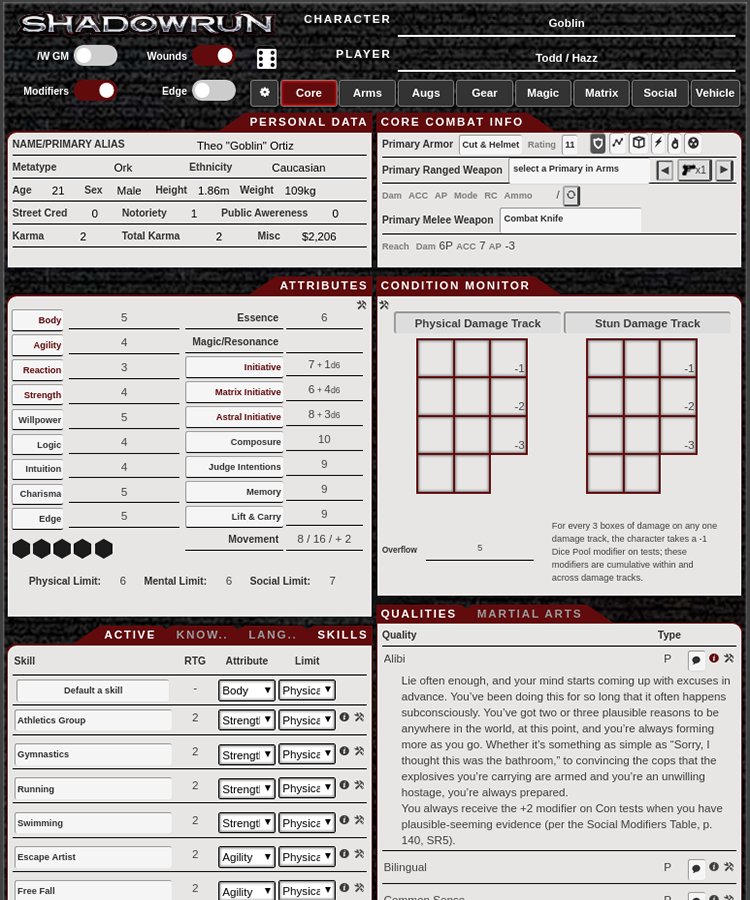 SHADOWRUN
CHARACTER Goblin
/W GM Wounds PLAYER Todd / Hazz
Modifiers Edge Core Arms Augs Gear Magic Matrix Social Vehicle
PERSONAL DATA
NAME/PRIMARY ALIAS Theo "Goblin" Ortiz
Metatype Ork Ethnicity Caucasian
Age 21 Sex Male Height 1.86m Weight 109kg
Street Cred 0 Notoriety 1 Public Awereness 0
Karma 2 Total Karma 2 Misc $2,206
CORE COMBAT INFO
Primary Armor Cut & Helmet Rating 11
Primary Ranged Weapon select a Primary in Arms x1
Dam ACC AP Mode RC Ammo /
Primary Melee Weapon Combat Knife
Reach Dam 6P ACC 7 AP -3
ATTRIBUTES
Body 5 Essence 6
Agility 4 Magic/Resonance
Reaction 3 Initiative 7 + 1d6
Strength 4 Matrix Initiative 6 + 4d6
Willpower 5 Astral Initiative 8 + 3d6
Logic 4 Composure 10
Intuition 4 Judge Intentions 9
Charisma 5 Memory 9
Edge 5 Lift & Carry 9
Movement 8 / 16 / + 2
Physical Limit: 6 Mental Limit: 6 Social Limit: 7
CONDITION MONITOR
Physical Damage Track Stun Damage Track
-1 -1
-2 -2
-3 -3
Overflow 5
For every 3 boxes of damage on any one
damage track, the character takes a -1
Dice Pool modifier on tests; these
modifiers are cumulative within and
across damage tracks.
ACTIVE KNOW.. LANG.. SKILLS
Skill RTG Attribute Limit
Default a skill - Body Physica
Athletics Group 2 Strengt Physica
Gymnastics 2 Strengt Physica
Running 2 Strengt Physica
Swimming 2 Strengt Physica
Escape Artist 2 Agility Physica
Free Fall 2 Agility Physica
QUALITIES MARTIAL ARTS
Quality Type
Alibi P
Lie often enough, and your mind starts coming up with excuses in
advance. You’ve been doing this for so long that it often happens
subconsciously. You’ve got two or three plausible reasons to be
anywhere in the world, at this point, and you’re always forming
more as you go. Whether it’s something as simple as “Sorry, I
thought this was the bathroom,” to convincing the cops that the
explosives you’re carrying are armed and you’re an unwilling
hostage, you’re always prepared.
You always receive the +2 modifier on Con tests when you have
plausible-seeming evidence (per the Social Modifiers Table, p.
140, SR5).
Bilingual P
Common Sense P